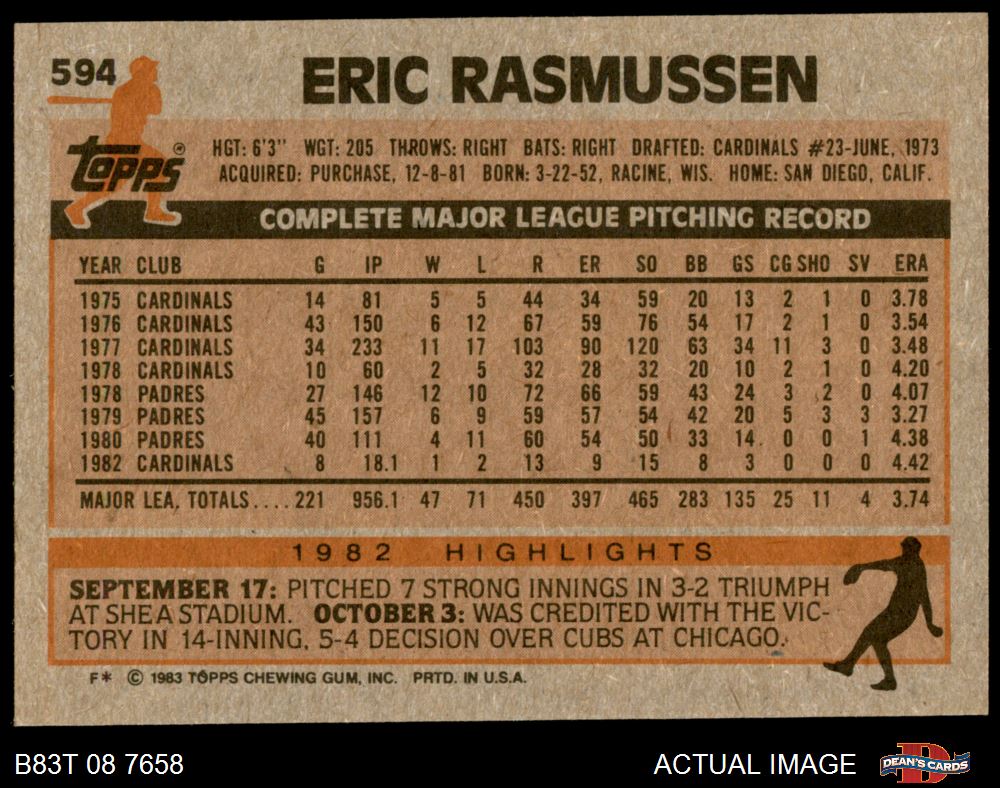 594
ERIC RASMUSSEN
topps®
HGT: 6'3" WGT: 205 THROWS: RIGHT BATS: RIGHT DRAFTED: CARDINALS #23-JUNE, 1973
ACQUIRED: PURCHASE, 12-8-81 BORN: 3-22-52, RACINE, WIS. HOME: SAN DIEGO, CALIF.
COMPLETE MAJOR LEAGUE PITCHING RECORD
YEAR CLUB G IP W L R ER SO BB GS CG SHO SV ERA
1975 CARDINALS 14 81 5 5 44 34 59 20 13 2 1 0 3.78
1976 CARDINALS 43 150 6 12 67 59 76 54 17 2 1 0 3.54
1977 CARDINALS 34 233 11 17 103 90 120 63 34 11 3 0 3.48
1978 CARDINALS 10 60 2 5 32 28 32 20 10 2 1 0 4.20
1978 PADRES 27 146 12 10 72 66 59 43 24 3 2 0 4.07
1979 PADRES 45 157 6 9 59 57 54 42 20 5 3 3 3.27
1980 PADRES 40 111 4 11 60 54 50 33 14 0 0 1 4.38
1982 CARDINALS 8 18.1 1 2 13 9 15 8 3 0 0 0 4.42
MAJOR LEA. TOTALS.... 221 956.1 47 71 450 397 465 283 135 25 11 4 3.74
1982 HIGHLIGHTS
SEPTEMBER 17: PITCHED 7 STRONG INNINGS IN 3-2 TRIUMPH
AT SHEA STADIUM. OCTOBER 3: WAS CREDITED WITH THE VIC-
TORY IN 14-INNING, 5-4 DECISION OVER CUBS AT CHICAGO.
F* © 1983 TOPPS CHEWING GUM, INC. PRTD. IN U.S.A.
B83T 08 7658
ACTUAL IMAGE
D
DEAN'S CARDS